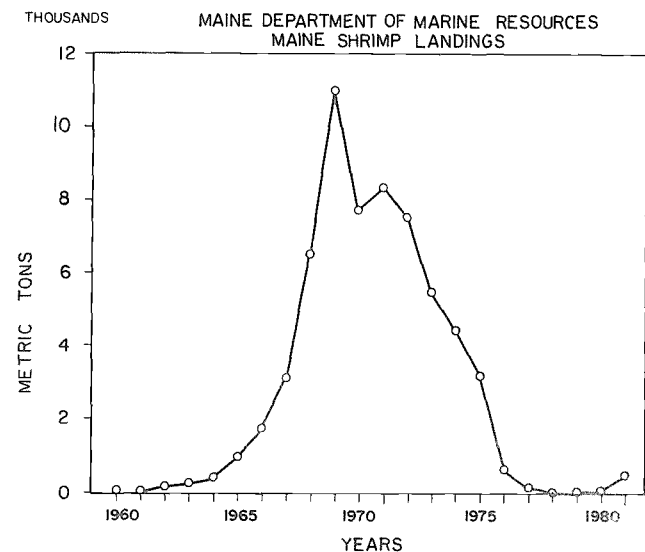 THOUSANDS
MAINE DEPARTMENT OF MARINE RESOURCES
MAINE SHRIMP LANDINGS
12
10
8
6
4
2
0
METRIC TONS
1960 1965 1970 1975 1980
YEARS